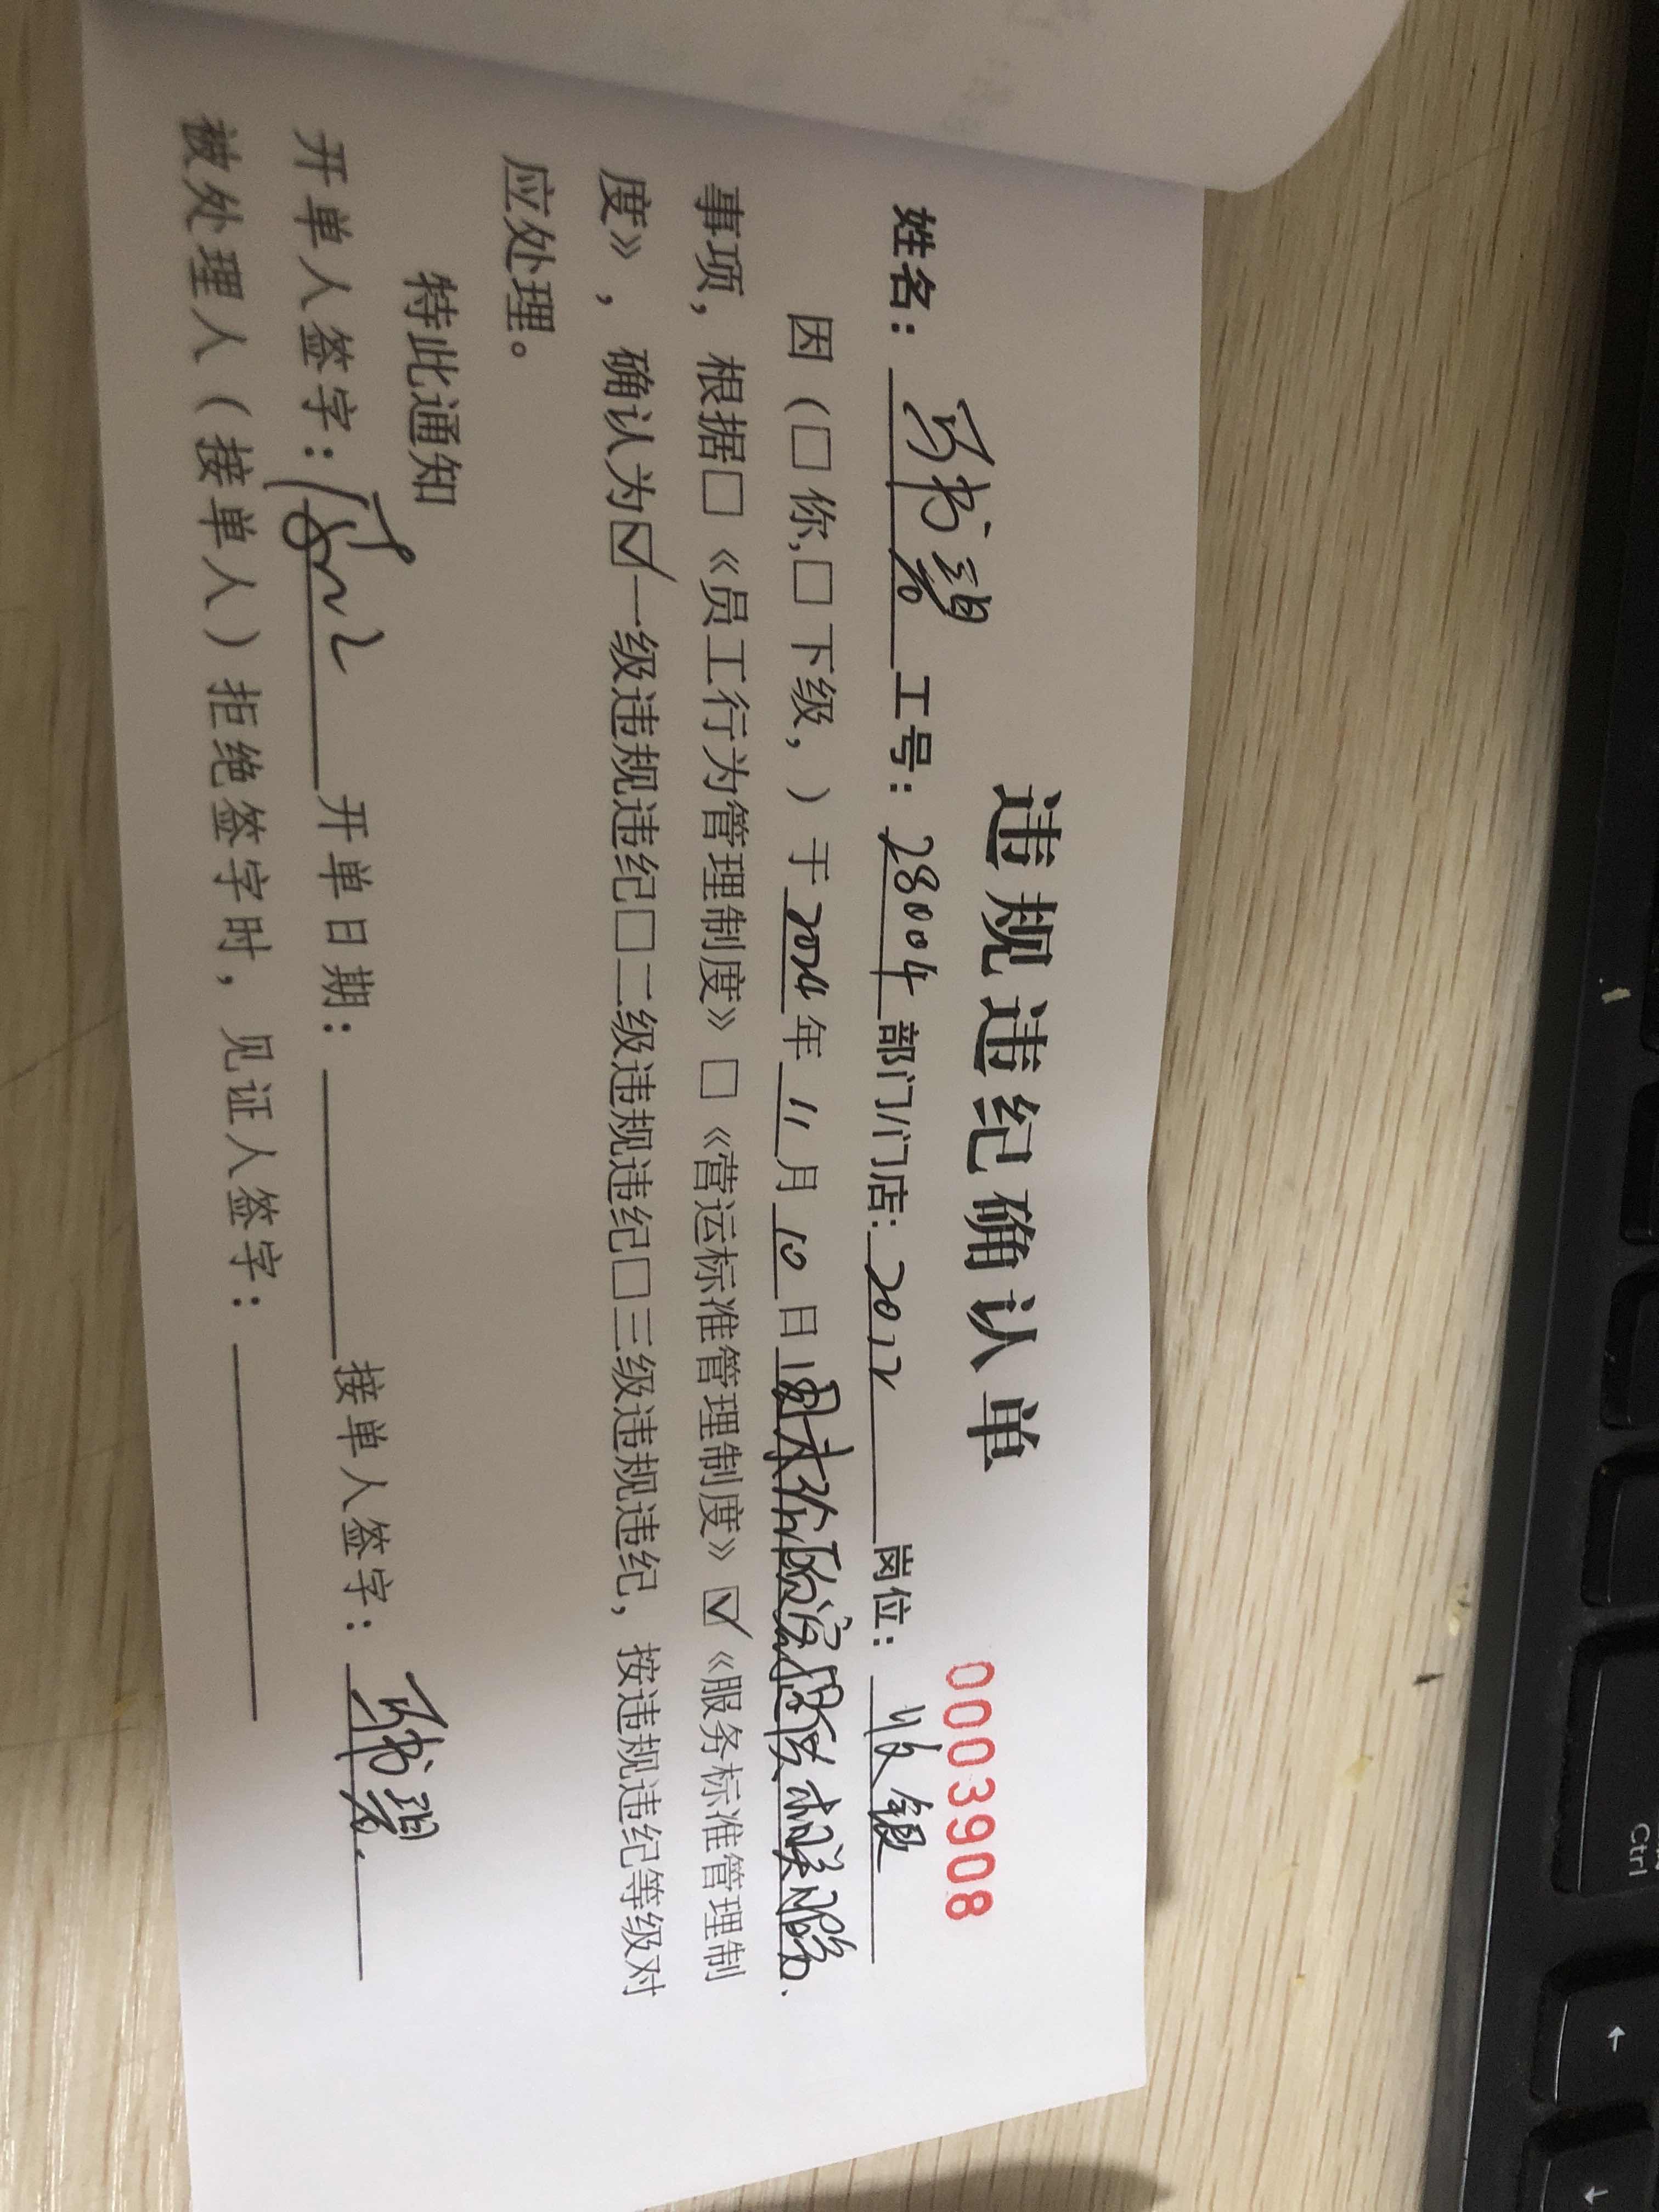 违规违纪确认单
0003908
姓名： 工号：28004 部门/门店：2022 岗位：收银
因（□你，□下级，）于2024年11月10日
事项，根据□《员工行为管理制度》□《营运标准管理制度》☑《服务标准管理制
度》，确认为☑一级违规违纪□二级违规违纪□三级违规违纪，按违规违纪等级对
应处理。
特此通知
开单人签字： 开单日期： 接单人签字：
被处理人（接单人）拒绝签字时，见证人签字：
Ctrl